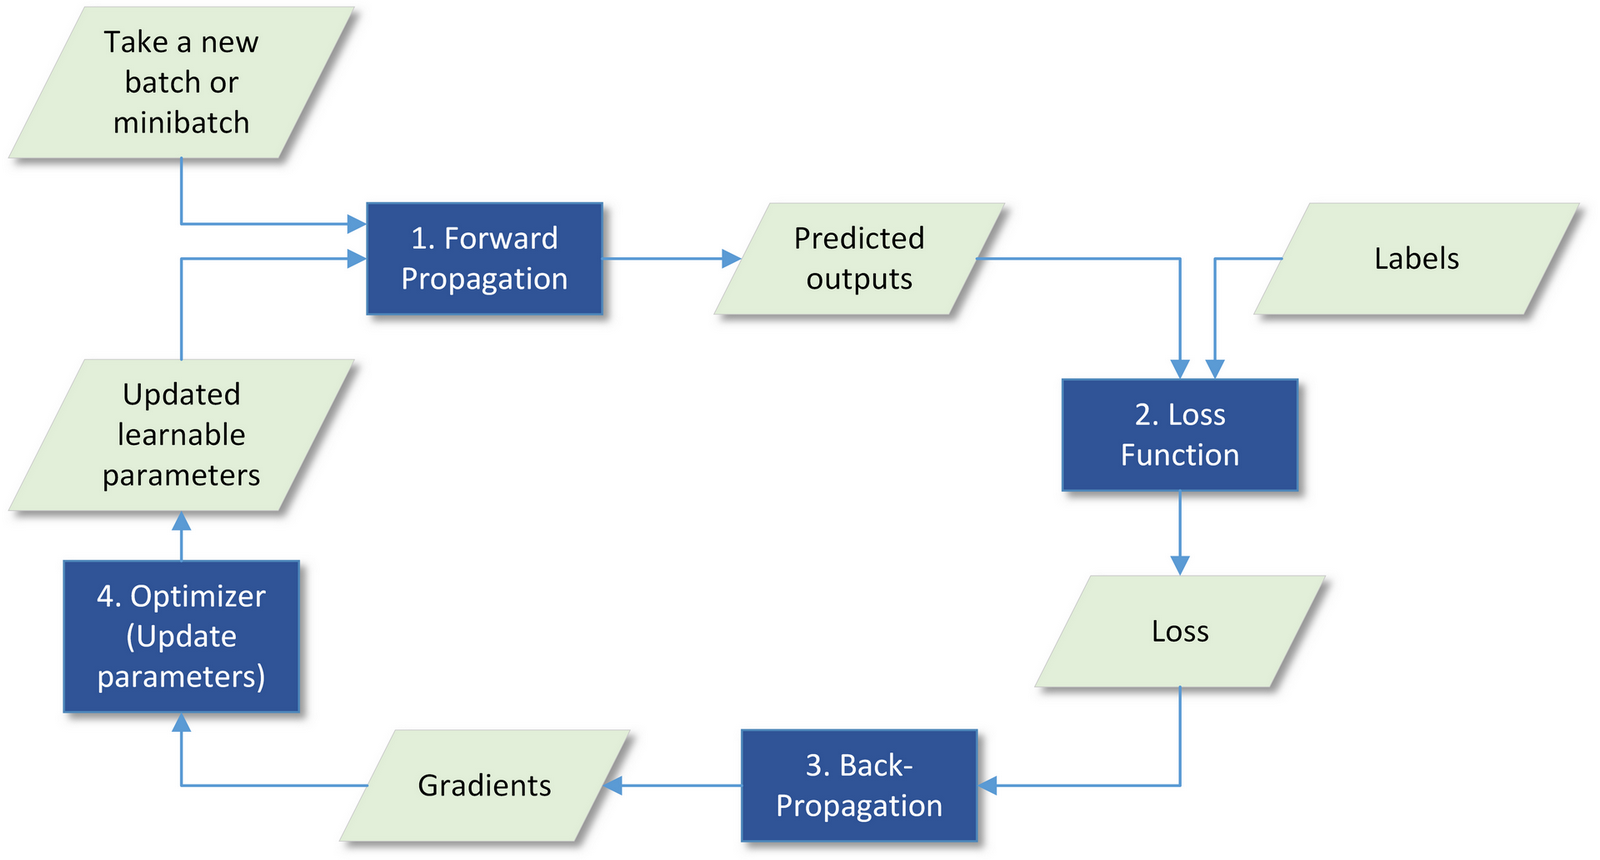 Take a new
batch or
minibatch
1. Forward
Propagation
Predicted
outputs
Labels
Updated
learnable
parameters
2. Loss
Function
4. Optimizer
(Update
parameters)
Loss
Gradients
3. Back-
Propagation